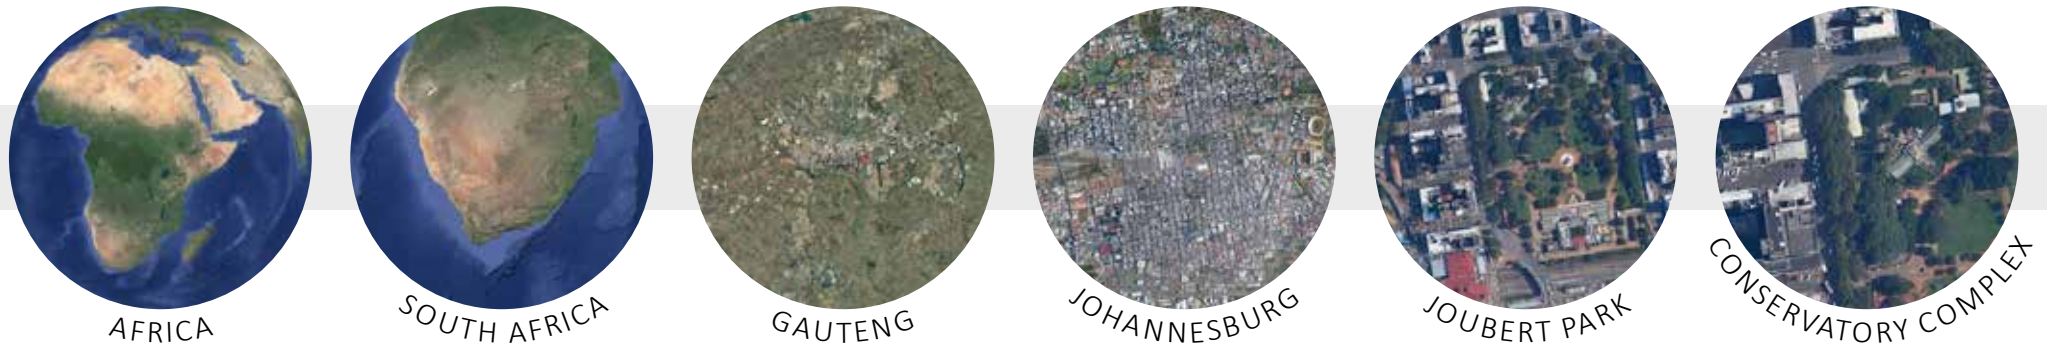 AFRICA
SOUTH AFRICA
GAUTENG
JOHANNESBURG
JOUBERT PARK
CONSERVATORY COMPLEX